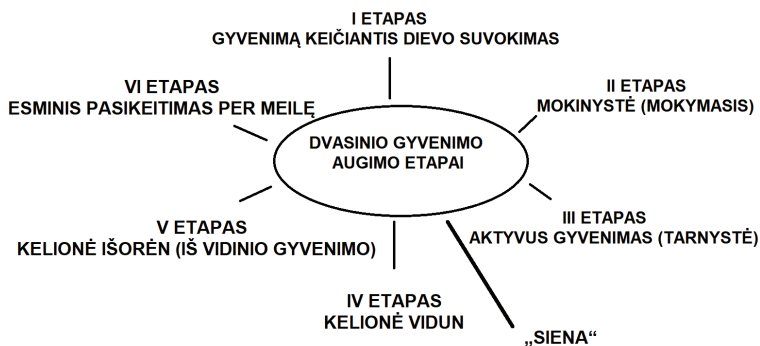 I ETAPAS
GYVENIMĄ KEIČIANTIS DIEVO SUVOKIMAS
II ETAPAS
MOKINYSTĖ (MOKYMASIS)
III ETAPAS
AKTYVUS GYVENIMAS (TARNYSTĖ)
„SIENA“
IV ETAPAS
KELIONĖ VIDUN
V ETAPAS
KELIONĖ IŠORĖN (IŠ VIDINIO GYVENIMO)
VI ETAPAS
ESMINIS PASIKEITIMAS PER MEILĘ
DVASINIO GYVENIMO
AUGIMO ETAPAI